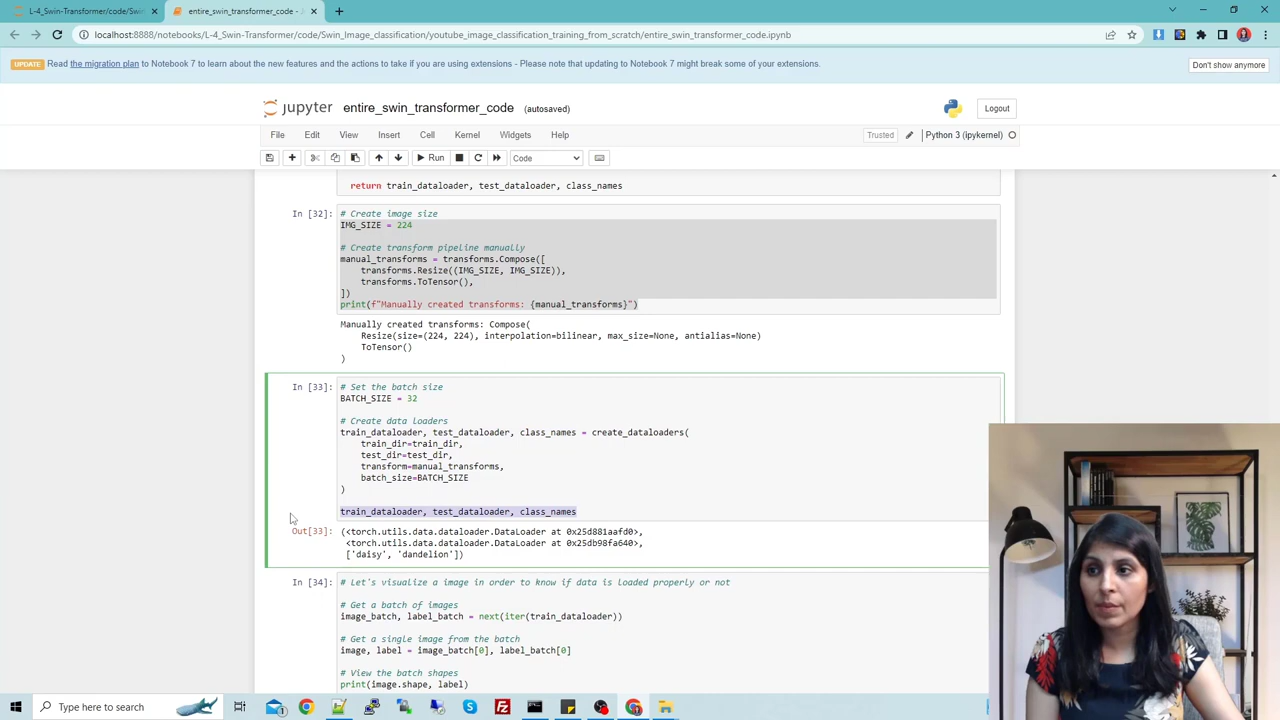 L-4_Swin-Transformer/code/Swin
entire_swin_transformer_code - J
localhost:8888/notebooks/L-4_Swin-Transformer/code/Swin_Image_classification/youtube_image_classification_training_from_scratch/entire_swin_transformer_code.ipynb
UPDATE Read the migration plan to Notebook 7 to learn about the new features and the actions to take if you are using extensions - Please note that updating to Notebook 7 might break some of your extensions.
Don't show anymore
jupyter entire_swin_transformer_code (autosaved)
Logout
File Edit View Insert Cell Kernel Widgets Help
Trusted
Python 3 (ipykernel)
Run
Code
return train_dataloader, test_dataloader, class_names
In [32]: # Create image size
IMG_SIZE = 224
# Create transform pipeline manually
manual_transforms = transforms.Compose([
transforms.Resize((IMG_SIZE, IMG_SIZE)),
transforms.ToTensor(),
])
print(f"Manually created transforms: {manual_transforms}")
Manually created transforms: Compose(
Resize(size=(224, 224), interpolation=bilinear, max_size=None, antialias=None)
ToTensor()
)
In [33]: # Set the batch size
BATCH_SIZE = 32
# Create data loaders
train_dataloader, test_dataloader, class_names = create_dataloaders(
train_dir=train_dir,
test_dir=test_dir,
transform=manual_transforms,
batch_size=BATCH_SIZE
)
train_dataloader, test_dataloader, class_names
Out[33]: (<torch.utils.data.dataloader.DataLoader at 0x25d881aafd0>,
<torch.utils.data.dataloader.DataLoader at 0x25db98fa640>,
['daisy', 'dandelion'])
In [34]: # Let's visualize a image in order to know if data is loaded properly or not
# Get a batch of images
image_batch, label_batch = next(iter(train_dataloader))
# Get a single image from the batch
image, label = image_batch[0], label_batch[0]
# View the batch shapes
print(image.shape, label)
Type here to search